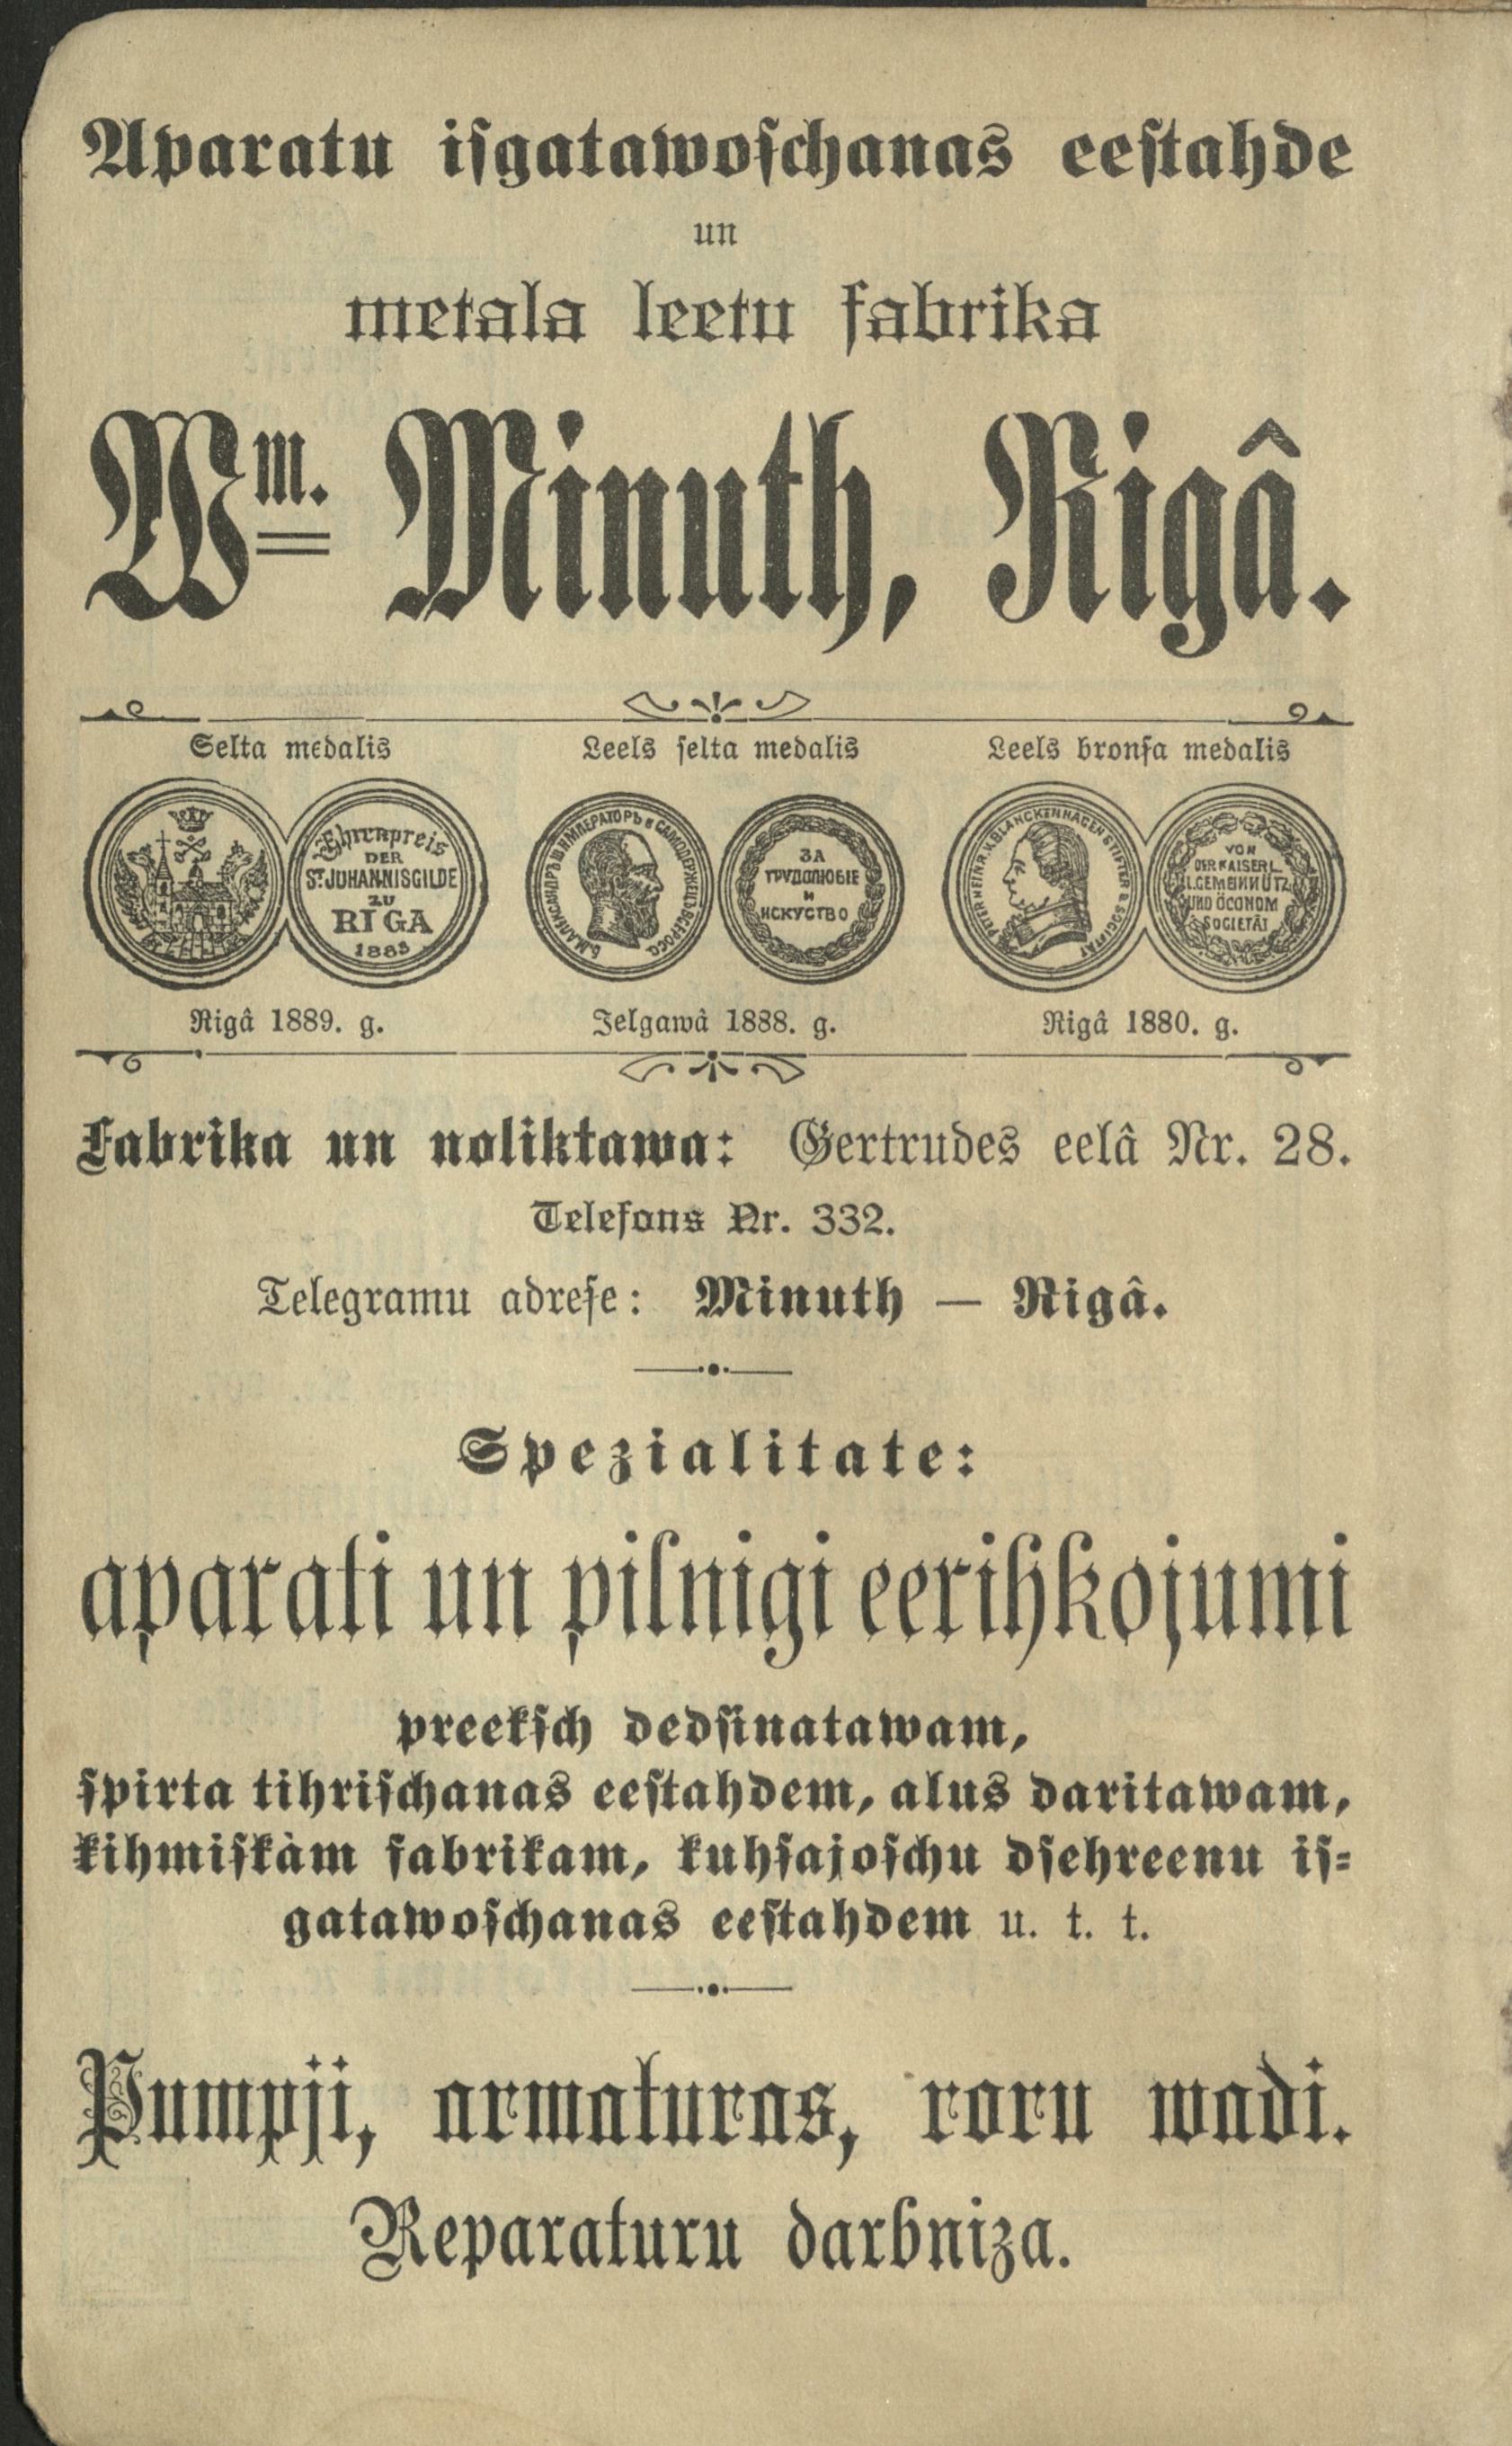 Aparatu iſgatawoſchanas eeſtahde
un
metala leetu fabrika
Wm. Minuth, Rigâ.
Selta medalis
Leels ſelta medalis
Leels bronſa medalis
Ehrenpreis
DER
ST. JOHANNISGILDE
ZU
RIGA
1883
ЗА
ТРУДОЛЮБІЕ
И
ИСКУСТВО
VON
DER KAISERL.
UND ÖCONOM
SOCIETÄT
Rigâ 1889. g.
Jelgawâ 1888. g.
Rigâ 1880. g.
Fabrika un noliktawa: Gertrudes eelâ Nr. 28.
Telefons Nr. 332.
Telegramu adreſe: Minuth — Rigâ.
Spezialitate:
aparati un pilnigi eerihkojumi
preekſch dedſinatawam,
ſpirta tihriſchanas eeſtahdem, alus daritawam,
kihmiſkàm fabrikam, kuhſajoſchu dſehreenu iſ-
gatawoſchanas eeſtahdem u. t. t.
Pumpji, armaturas, roru wadi.
Reparaturu darbniza.